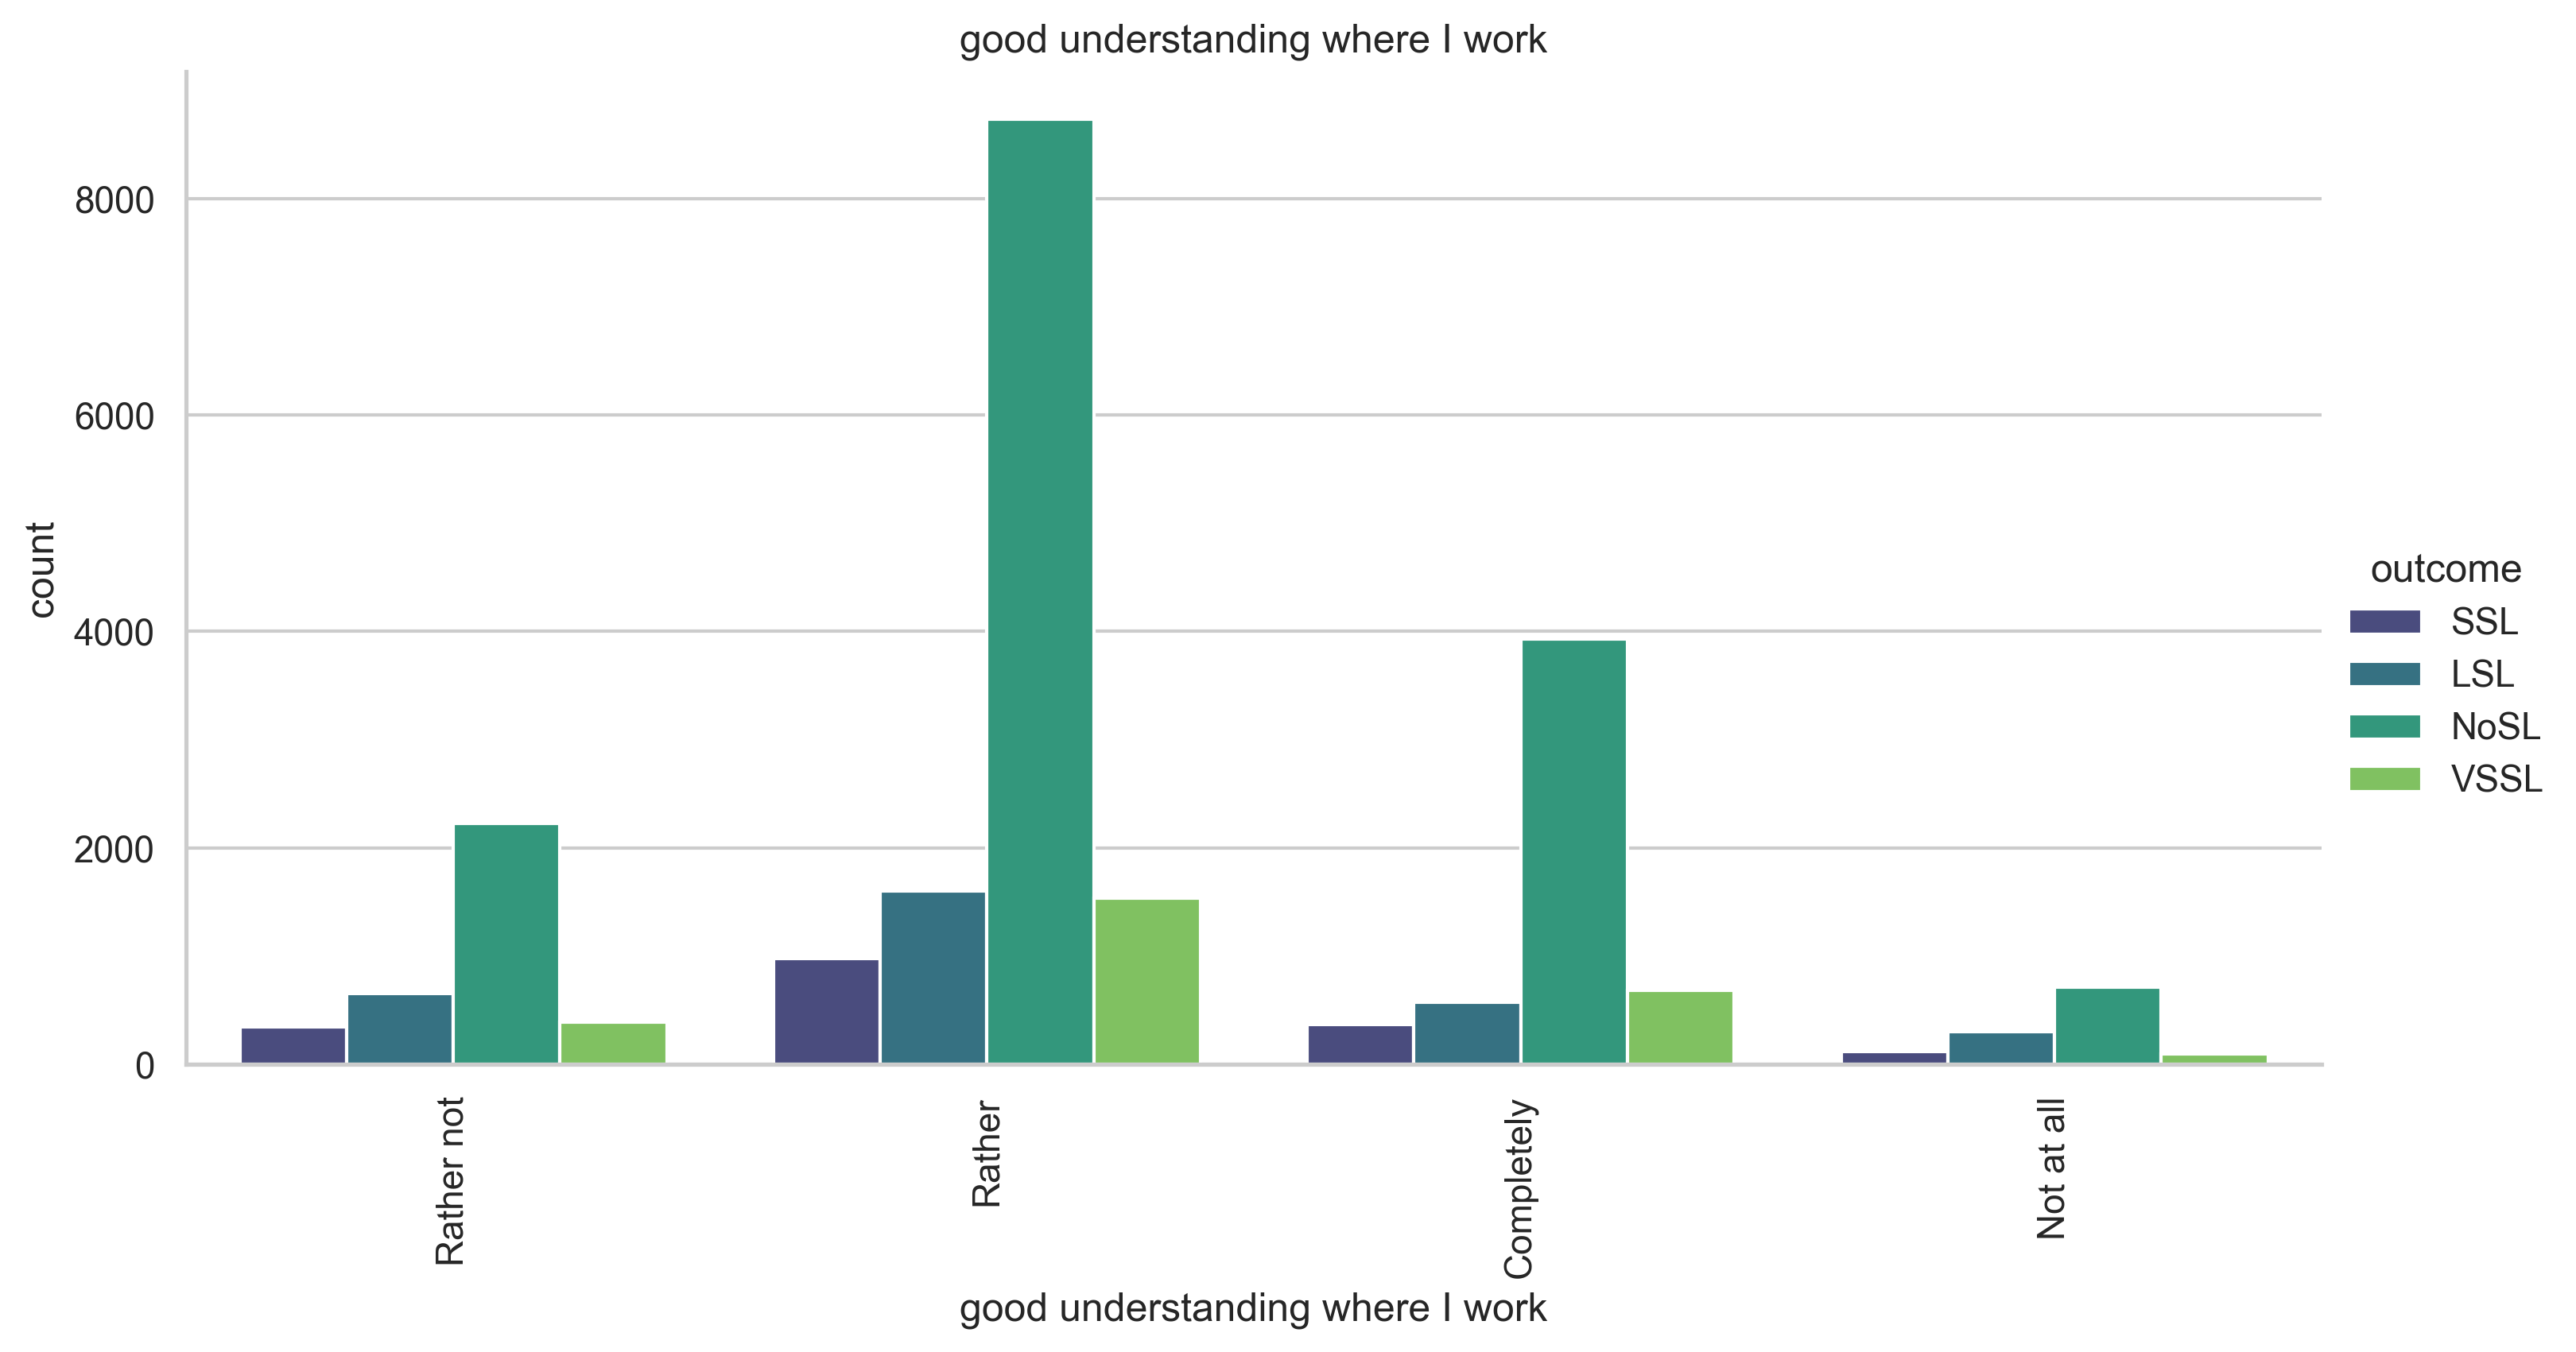 good understanding where I work
8000
6000
4000
2000
0
count
Rather not
Rather
Completely
Not at all
good understanding where I work
outcome
SSL
LSL
NoSL
VSSL